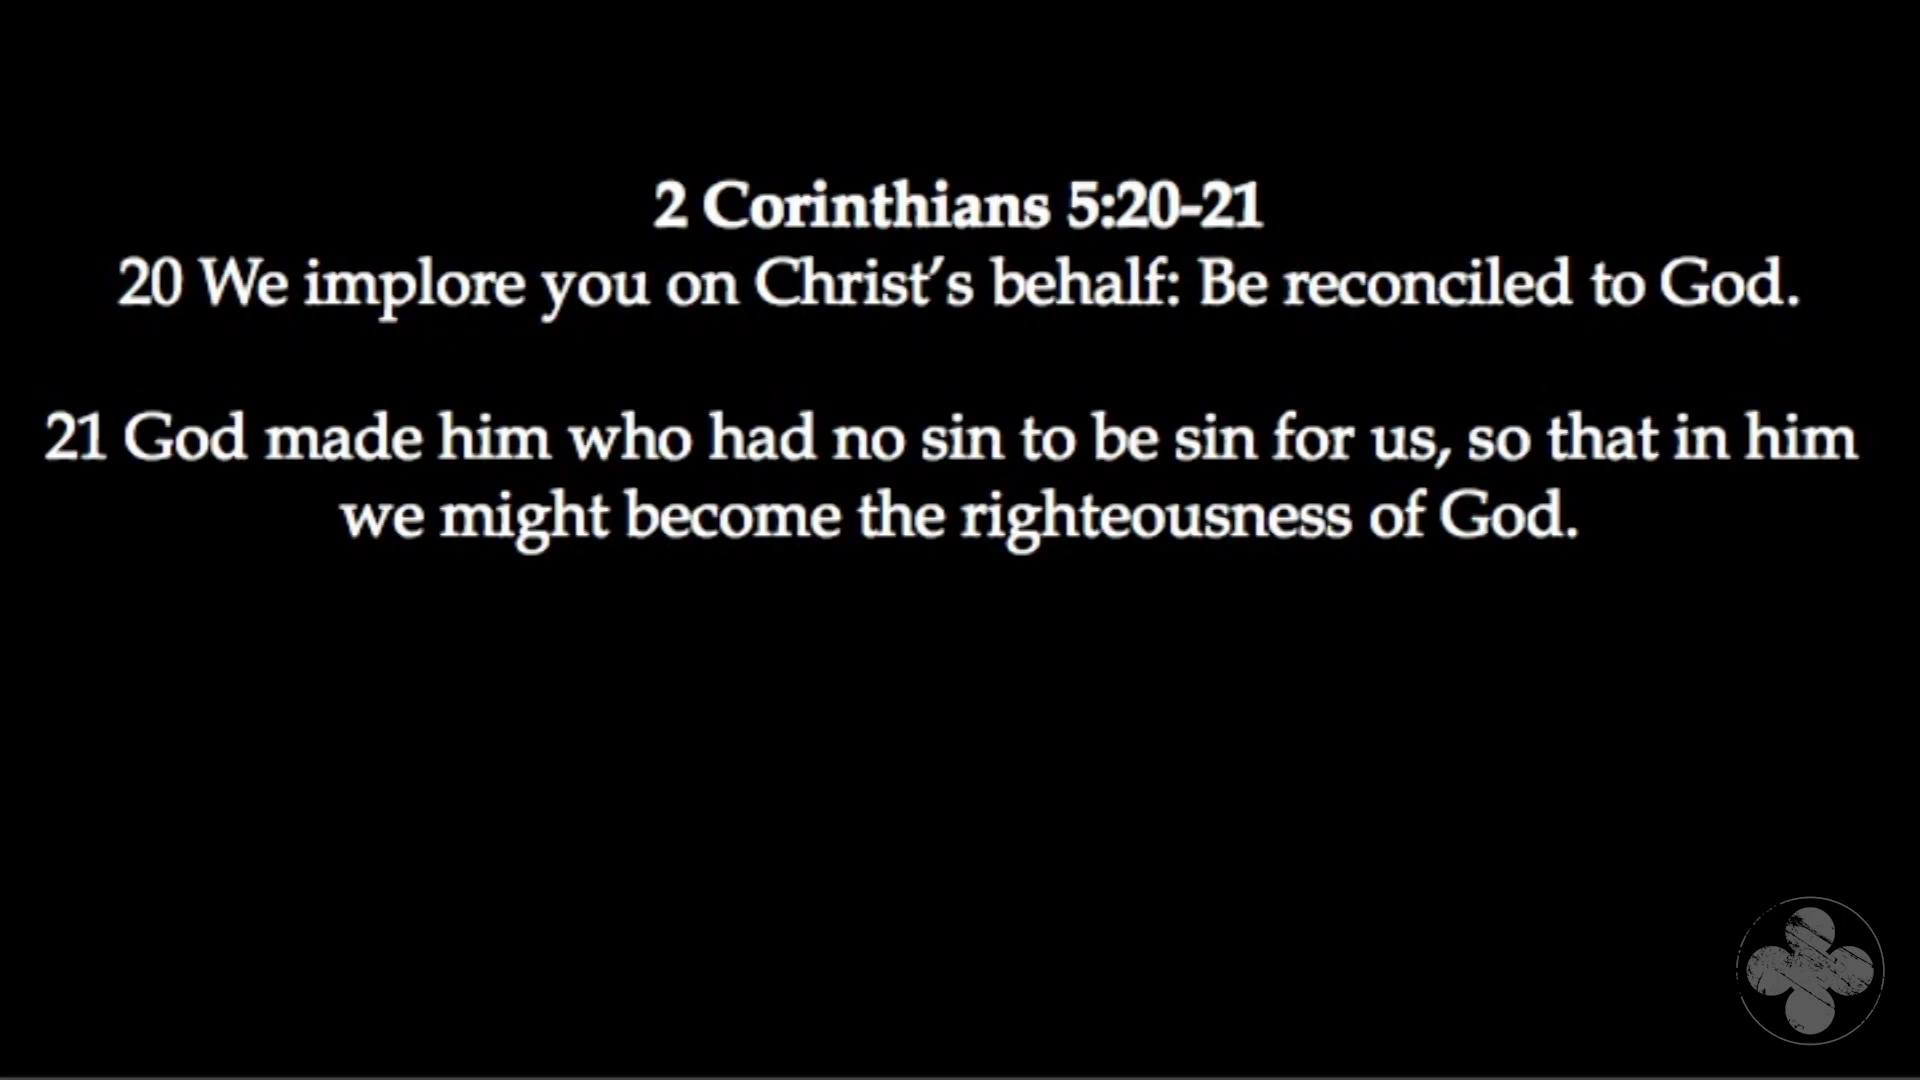 2 Corinthians 5:20-21
20 We implore you on Christ’s behalf: Be reconciled to God.
21 God made him who had no sin to be sin for us, so that in him
we might become the righteousness of God.